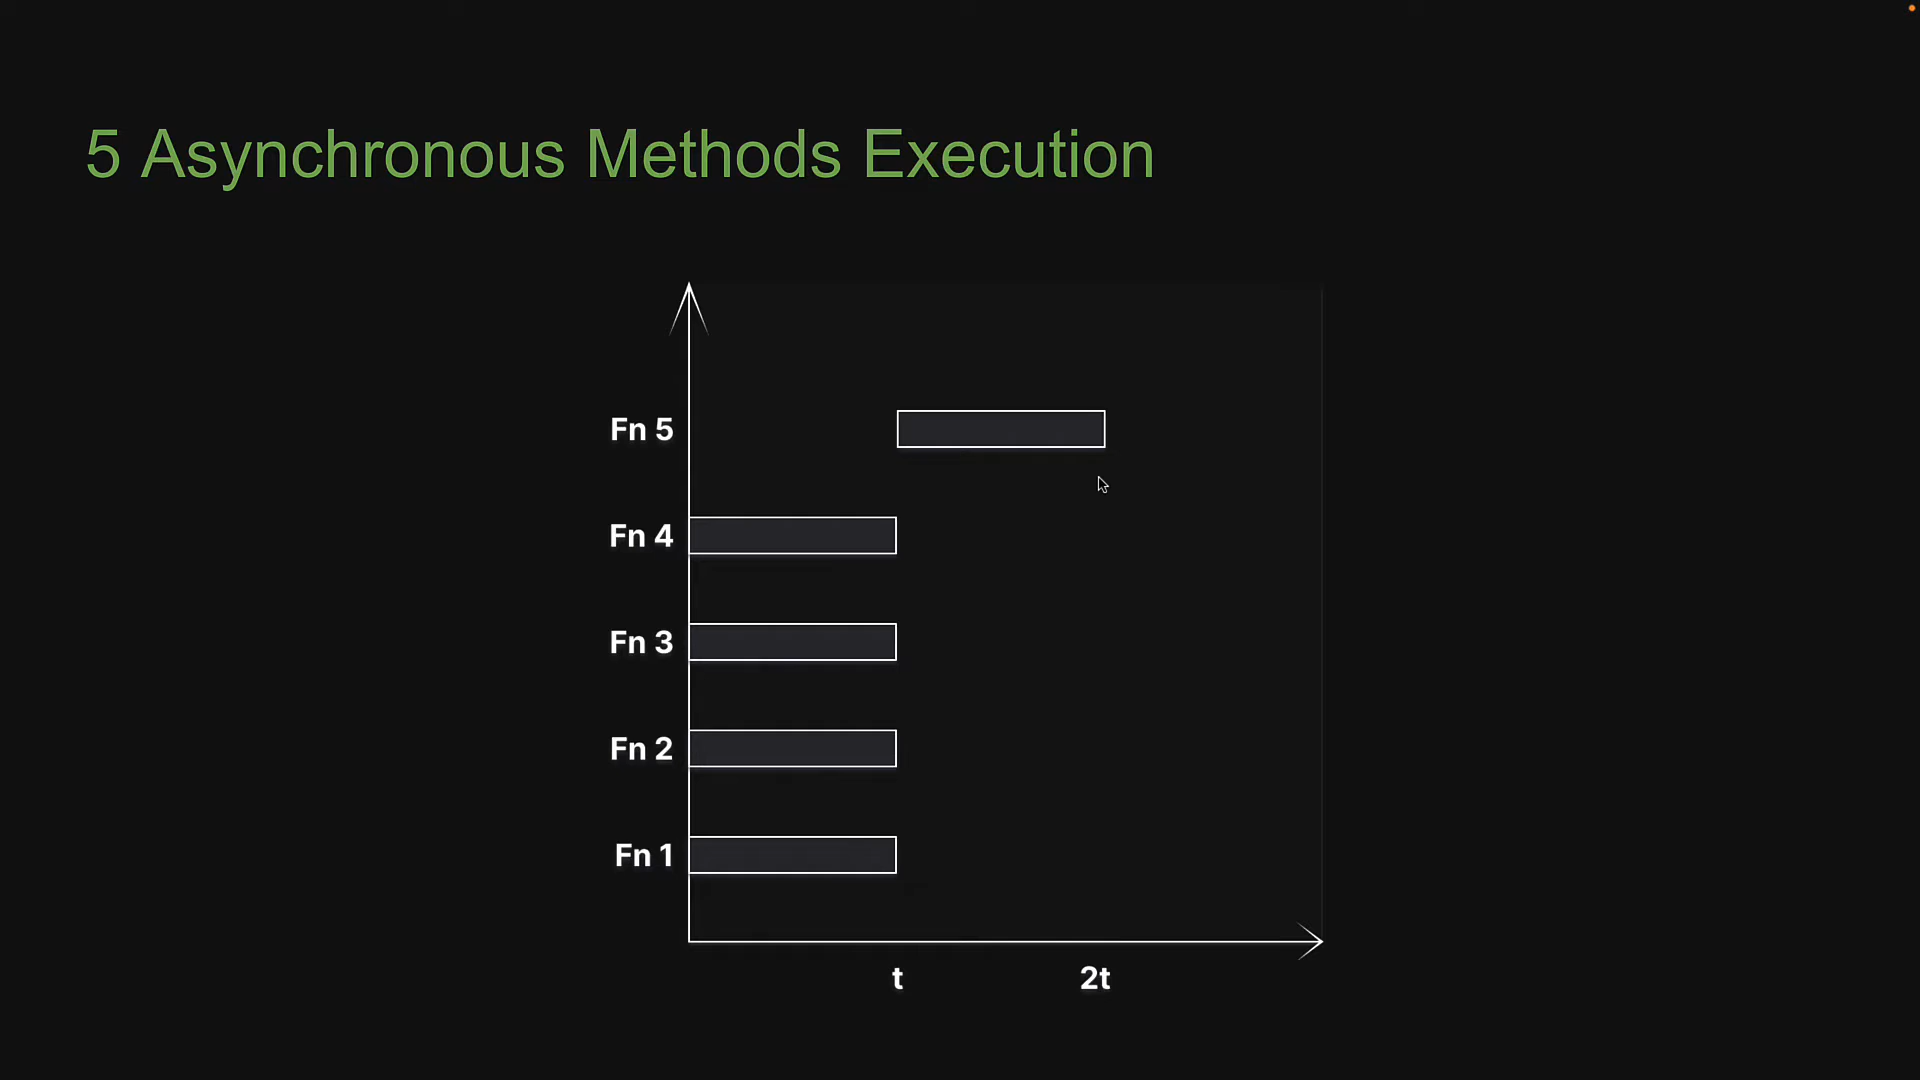 5 Asynchronous Methods Execution
Fn 5
Fn 4
Fn 3
Fn 2
Fn 1
t 2t